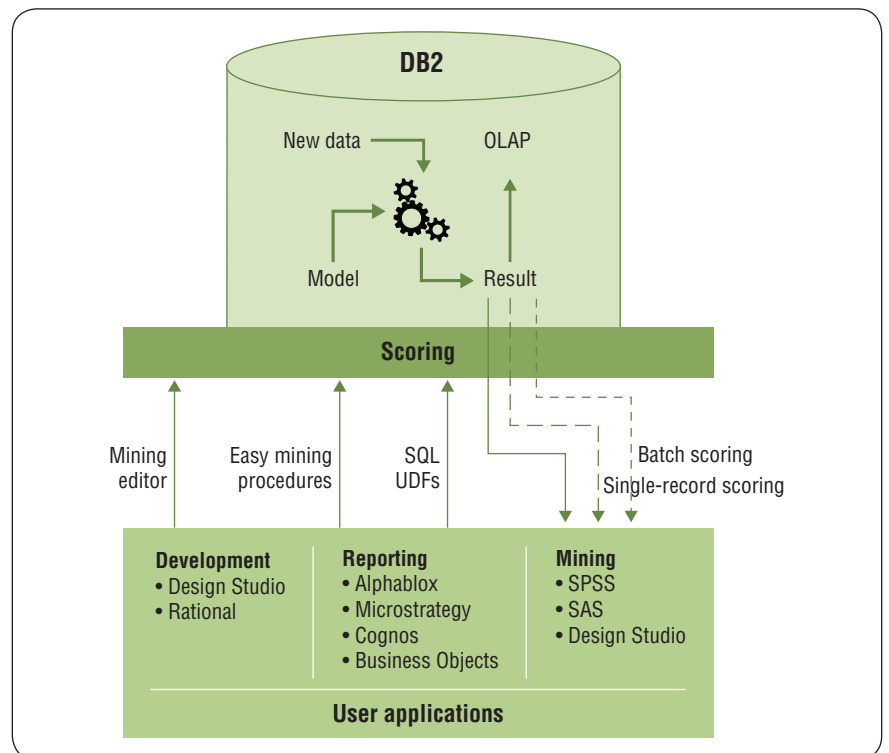 DB2
New data
OLAP
Model
Result
Scoring
Mining
editor
Easy mining
procedures
SQL
UDFs
Batch scoring
Single-record scoring
Development
• Design Studio
• Rational
Reporting
• Alphablox
• Microstrategy
• Cognos
• Business Objects
Mining
• SPSS
• SAS
• Design Studio
User applications